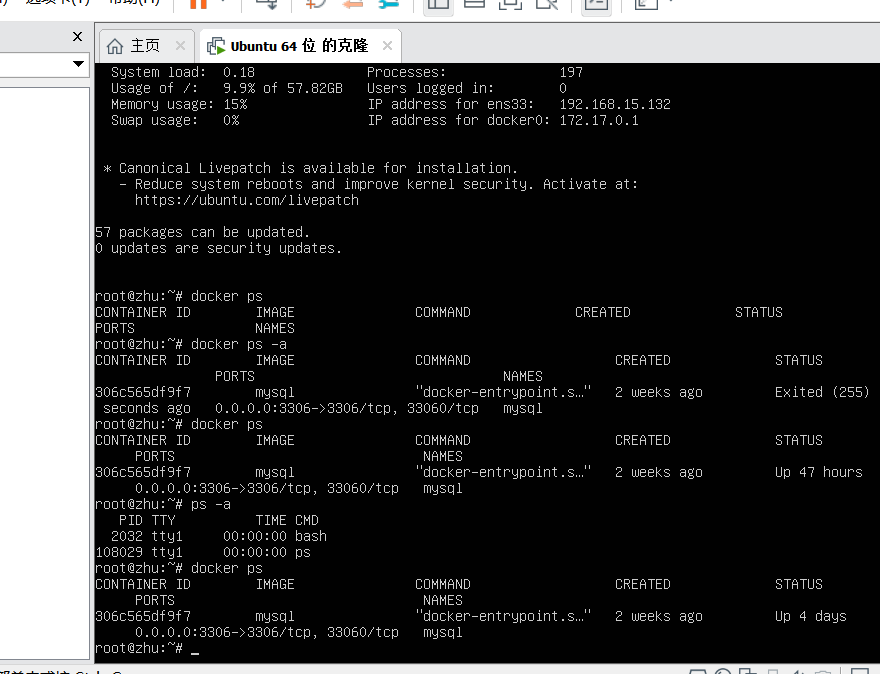 选项卡(T) 帮助(H)
主页
Ubuntu 64 位 的克隆
System load: 0.18 Processes: 197
Usage of /: 9.9% of 57.82GB Users logged in: 0
Memory usage: 15% IP address for ens33: 192.168.15.132
Swap usage: 0% IP address for docker0: 172.17.0.1
* Canonical Livepatch is available for installation.
- Reduce system reboots and improve kernel security. Activate at:
https://ubuntu.com/livepatch
57 packages can be updated.
0 updates are security updates.
root@zhu:~# docker ps
CONTAINER ID IMAGE COMMAND CREATED STATUS
PORTS NAMES
root@zhu:~# docker ps -a
CONTAINER ID IMAGE COMMAND CREATED STATUS
PORTS NAMES
306c565df9f7 mysql "docker-entrypoint.s…" 2 weeks ago Exited (255)
seconds ago 0.0.0.0:3306->3306/tcp, 33060/tcp mysql
root@zhu:~# docker ps
CONTAINER ID IMAGE COMMAND CREATED STATUS
PORTS NAMES
306c565df9f7 mysql "docker-entrypoint.s…" 2 weeks ago Up 47 hours
0.0.0.0:3306->3306/tcp, 33060/tcp mysql
root@zhu:~# ps -a
PID TTY TIME CMD
2032 tty1 00:00:00 bash
108029 tty1 00:00:00 ps
root@zhu:~# docker ps
CONTAINER ID IMAGE COMMAND CREATED STATUS
PORTS NAMES
306c565df9f7 mysql "docker-entrypoint.s…" 2 weeks ago Up 4 days
0.0.0.0:3306->3306/tcp, 33060/tcp mysql
root@zhu:~# _